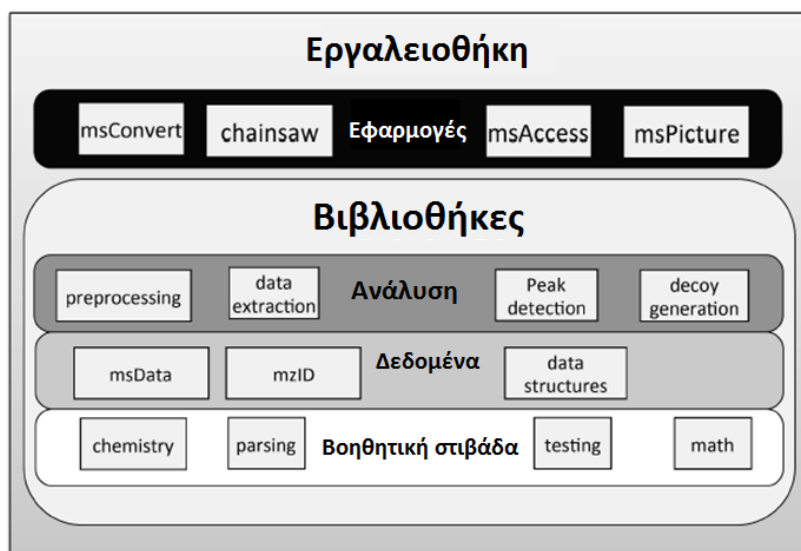 Εργαλειοθήκη
msConvert chainsaw Εφαρμογές msAccess msPicture
Βιβλιοθήκες
preprocessing data extraction Ανάλυση Peak detection decoy generation
msData mzID Δεδομένα data structures
chemistry parsing Βοηθητική στιβάδα testing math